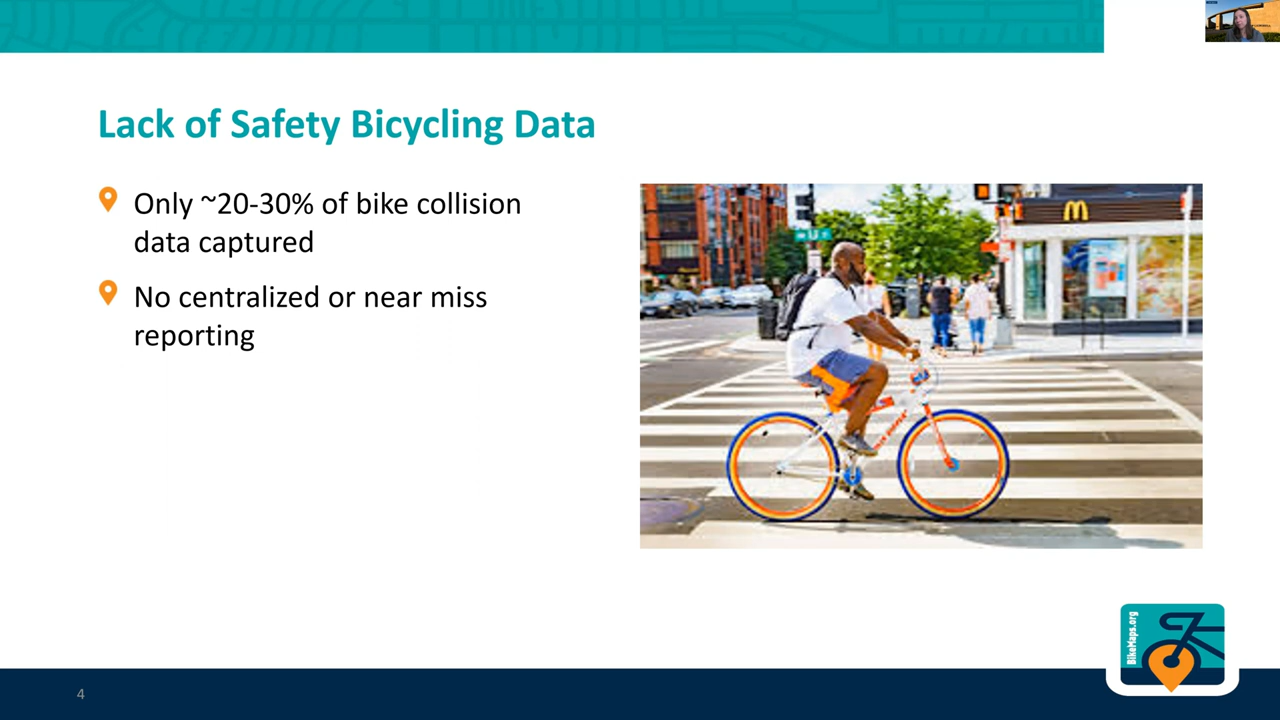 Lack of Safety Bicycling Data
Only ~20-30% of bike collision
data captured
No centralized or near miss
reporting
BikeMaps.org
4